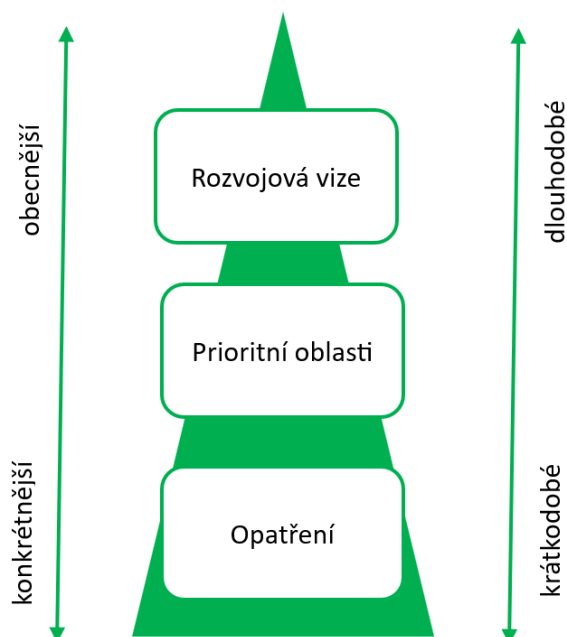 obecnější
dlouhodobé
Rozvojová vize
Prioritní oblasti
konkrétnější
krátkodobé
Opatření